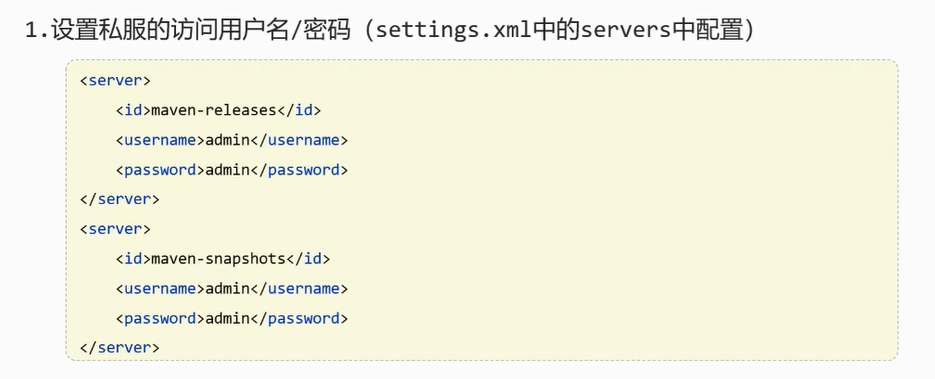 1.设置私服的访问用户名/密码（settings.xml中的servers中配置）
<server>
    <id>maven-releases</id>
    <username>admin</username>
    <password>admin</password>
</server>
<server>
    <id>maven-snapshots</id>
    <username>admin</username>
    <password>admin</password>
</server>